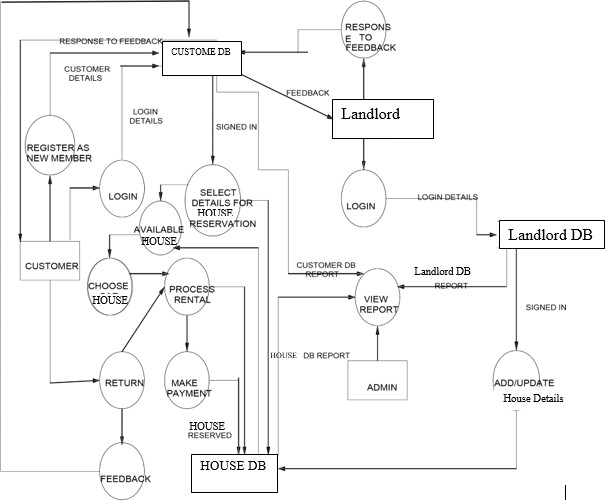 RESPONS
E TO
FEEDBACK
RESPONSE TO FEEDBACK
CUSTOME DB
CUSTOMER
DETAILS
FEEDBACK
Landlord
LOGIN
DETAILS
SIGNED IN
REGISTER AS
NEW MEMBER
LOGIN
SELECT
DETAILS FOR
HOUSE
RESERVATION
LOGIN
LOGIN DETAILS
AVAILABLE
HOUSE
Landlord DB
CUSTOMER
CUSTOMER DB
REPORT
Landlord DB
REPORT
CHOOSE
HOUSE
PROCESS
RENTAL
VIEW
REPORT
SIGNED IN
HOUSE DB REPORT
RETURN
MAKE
PAYMENT
ADMIN
ADD/UPDATE
House Details
HOUSE
RESERVED
HOUSE DB
FEEDBACK